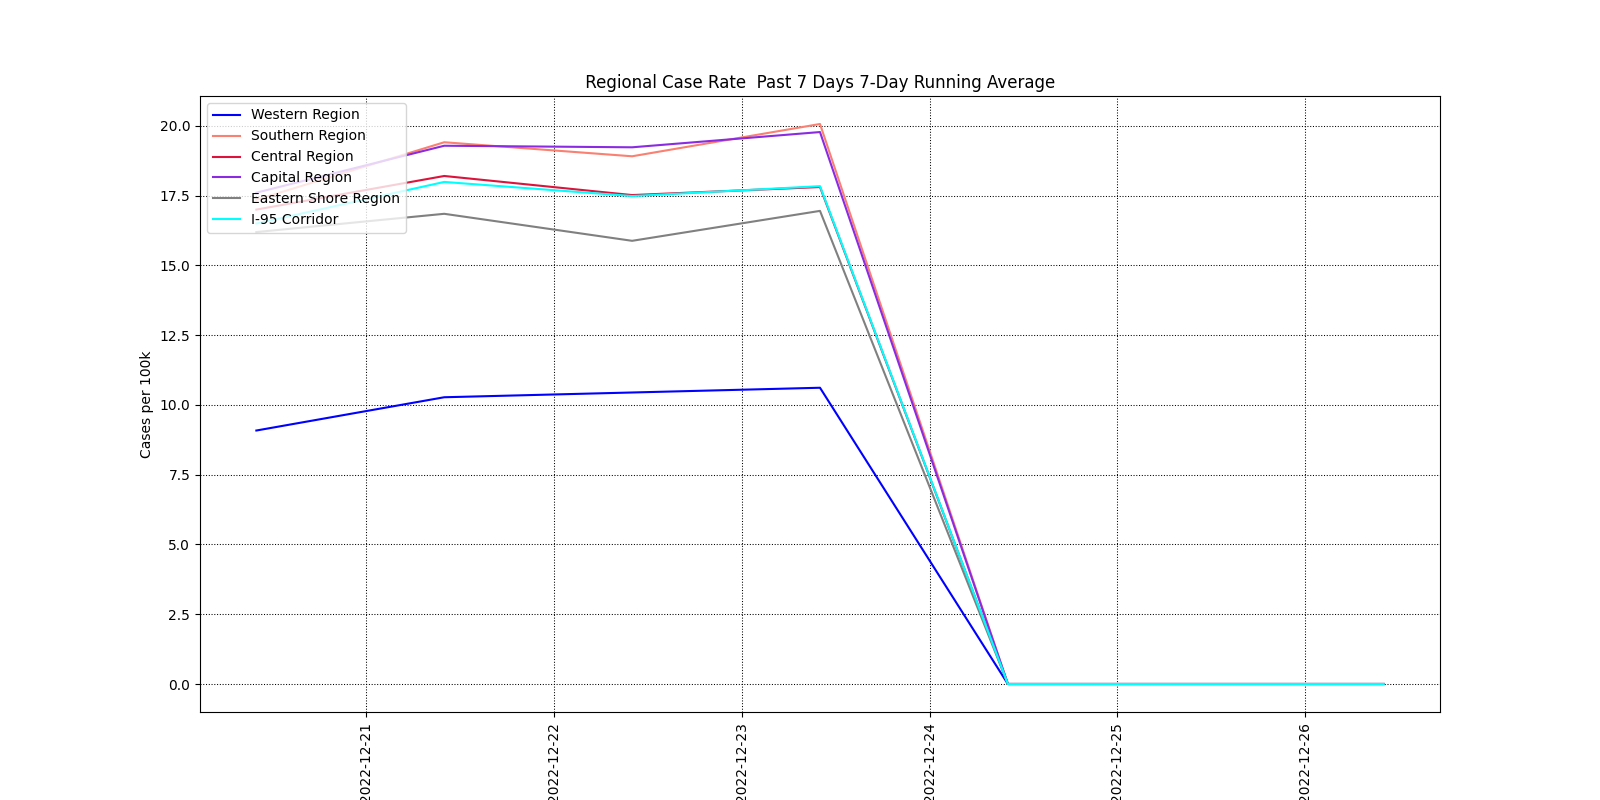 Regional Case Rate  Past 7 Days 7-Day Running Average
Western Region
Southern Region
Central Region
Capital Region
Eastern Shore Region
I-95 Corridor
Cases per 100k
20.0
17.5
15.0
12.5
10.0
7.5
5.0
2.5
0.0
2022-12-21
2022-12-22
2022-12-23
2022-12-24
2022-12-25
2022-12-26